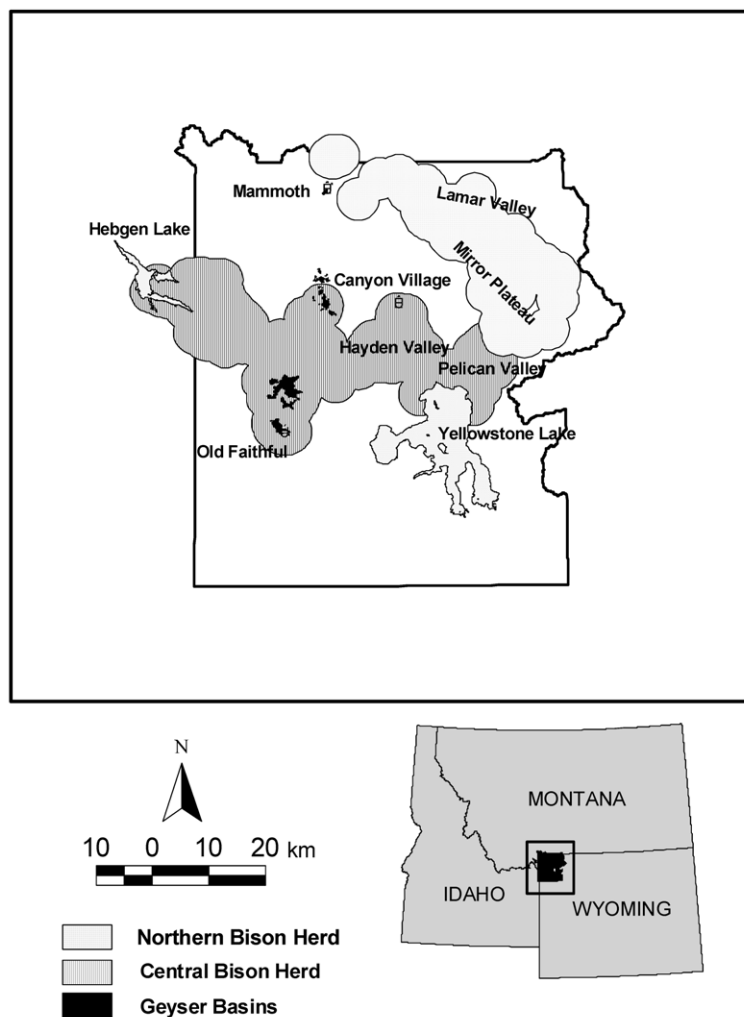 Mammoth
Lamar Valley
Hebgen Lake
Mirror Plateau
Canyon Village
Hayden Valley
Pelican Valley
Old Faithful
Yellowstone Lake
N
10 0 10 20 km
MONTANA
IDAHO
WYOMING
Northern Bison Herd
Central Bison Herd
Geyser Basins